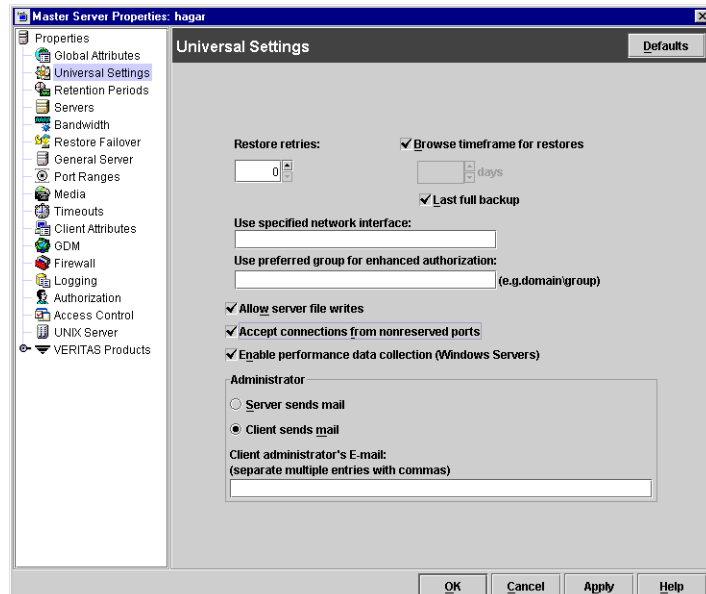 Master Server Properties: hagar
Properties
Global Attributes
Universal Settings
Retention Periods
Servers
Bandwidth
Restore Failover
General Server
Port Ranges
Media
Timeouts
Client Attributes
GDM
Firewall
Logging
Authorization
Access Control
UNIX Server
VERITAS Products
Universal Settings
Defaults
Restore retries:
Browse timeframe for restores
0
days
Last full backup
Use specified network interface:
Use preferred group for enhanced authorization:
(e.g.domain\group)
Allow server file writes
Accept connections from nonreserved ports
Enable performance data collection (Windows Servers)
Administrator
Server sends mail
Client sends mail
Client administrator's E-mail:
(separate multiple entries with commas)
OK Cancel Apply Help